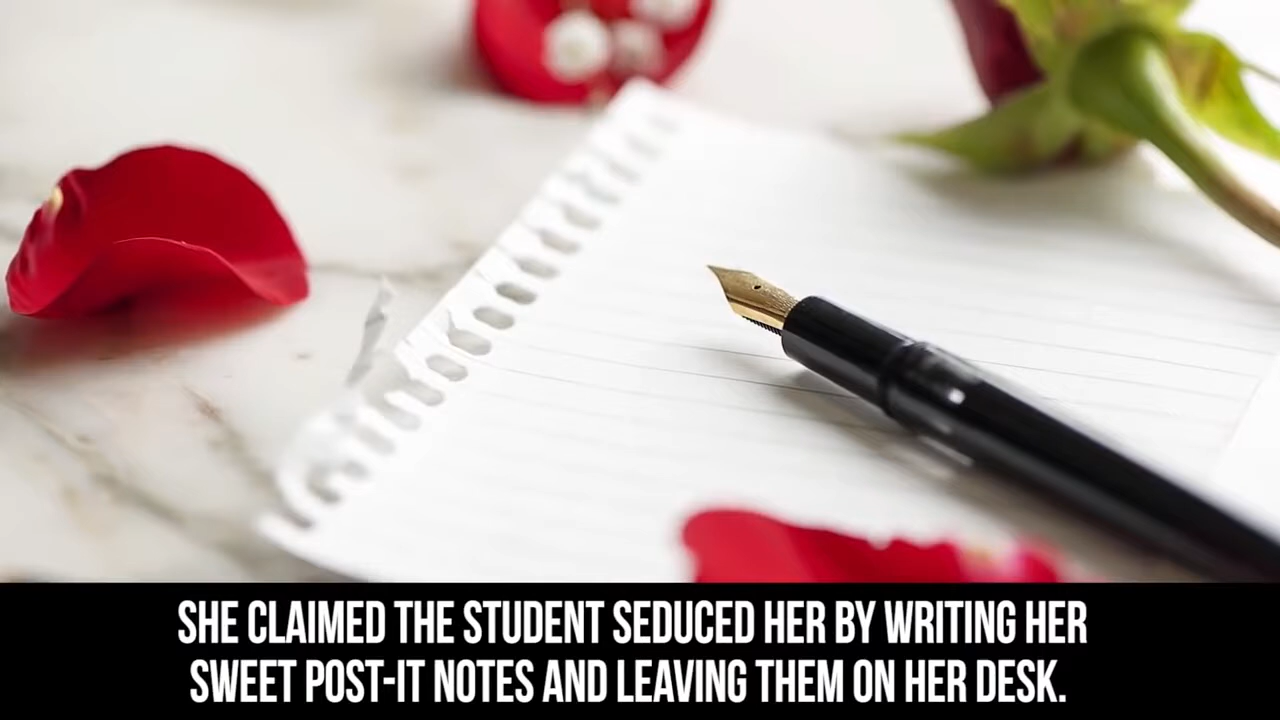 SHE CLAIMED THE STUDENT SEDUCED HER BY WRITING HER
SWEET POST-IT NOTES AND LEAVING THEM ON HER DESK.